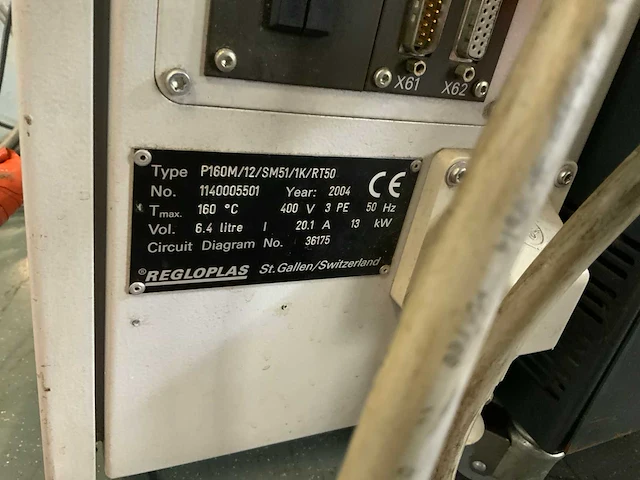 X61 X62
Type P160M/12/SM51/1K/RT50
No. 1140005501 Year: 2004 CE
Tmax. 160 °C 400 V 3 PE 50 Hz
Vol. 6.4 litre I 20.1 A 13 kW
Circuit Diagram No. 36175
®REGLOPLAS St.Gallen/Switzerland